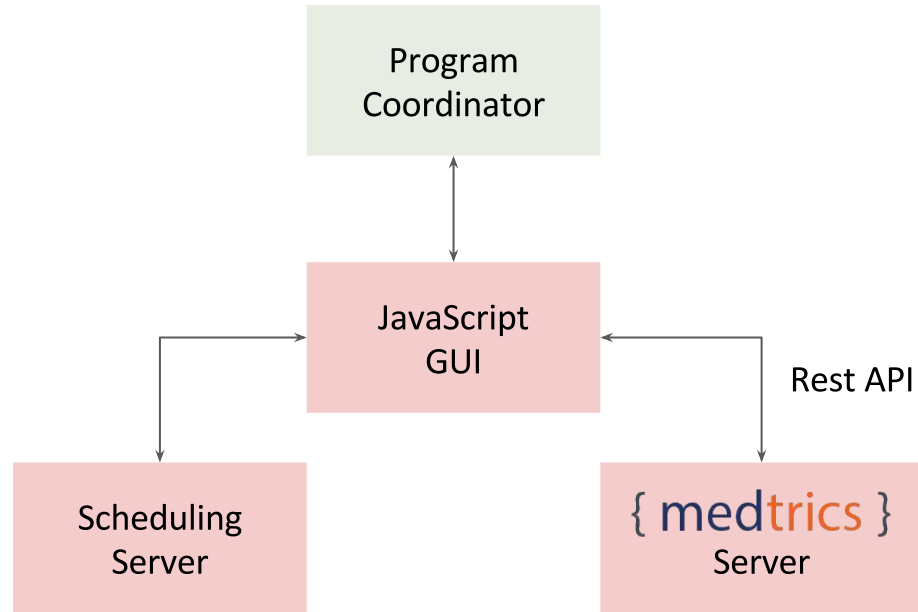 Program
Coordinator
JavaScript
GUI
Rest API
Scheduling
Server
{ medtrics }
Server